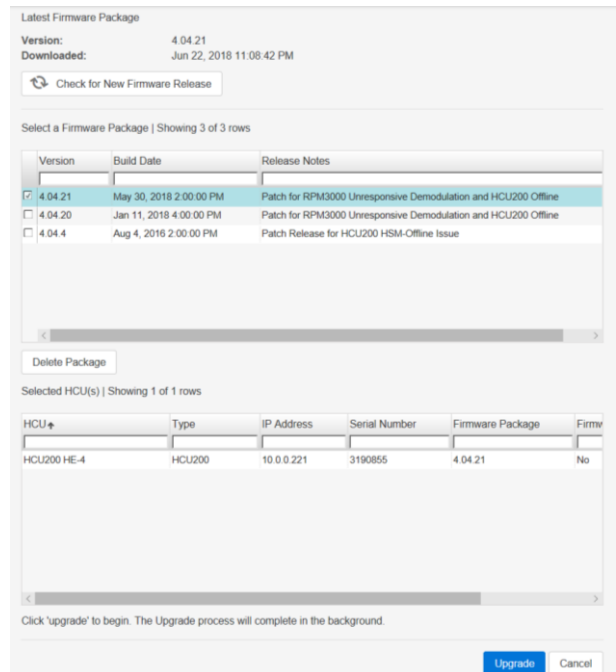 Latest Firmware Package
Version: 4.04.21
Downloaded: Jun 22, 2018 11:08:42 PM
Check for New Firmware Release
Select a Firmware Package | Showing 3 of 3 rows
Version Build Date Release Notes
4.04.21 May 30, 2018 2:00:00 PM Patch for RPM3000 Unresponsive Demodulation and HCU200 Offline
4.04.20 Jan 11, 2018 4:00:00 PM Patch for RPM3000 Unresponsive Demodulation and HCU200 Offline
4.04.4 Aug 4, 2016 2:00:00 PM Patch Release for HCU200 HSM-Offline Issue
Delete Package
Selected HCU(s) | Showing 1 of 1 rows
HCU Type IP Address Serial Number Firmware Package Firmw
HCU200 HE-4 HCU200 10.0.0.221 3190855 4.04.21 No
Click 'upgrade' to begin. The Upgrade process will complete in the background.
Upgrade Cancel